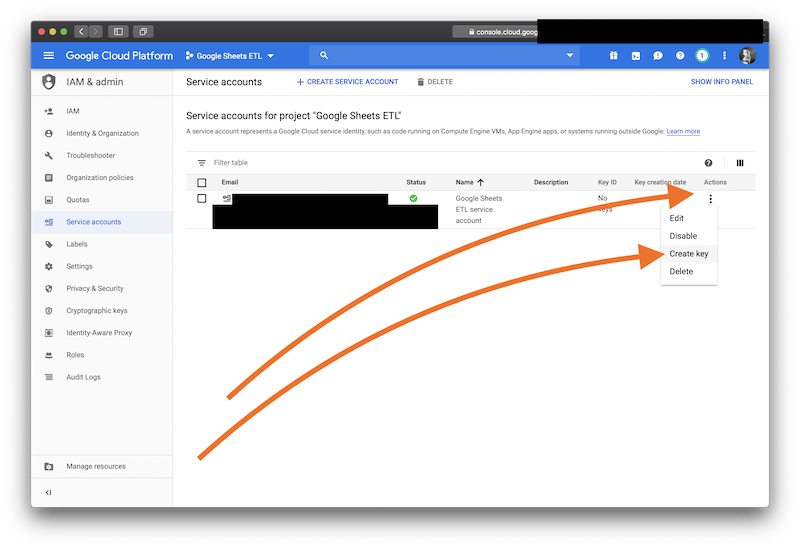 console.cloud.goog
Google Cloud Platform
Google Sheets ETL
1
IAM & admin
Service accounts
CREATE SERVICE ACCOUNT
DELETE
SHOW INFO PANEL
IAM
Identity & Organization
Troubleshooter
Organization policies
Quotas
Service accounts
Labels
Settings
Privacy & Security
Cryptographic keys
Identity-Aware Proxy
Roles
Audit Logs
Manage resources
Service accounts for project "Google Sheets ETL"
A service account represents a Google Cloud service identity, such as code running on Compute Engine VMs, App Engine apps, or systems running outside Google. Learn more
Filter table
Email Status Name Description Key ID Key creation date Actions
Google Sheets No
ETL service keys
account
Edit
Disable
Create key
Delete